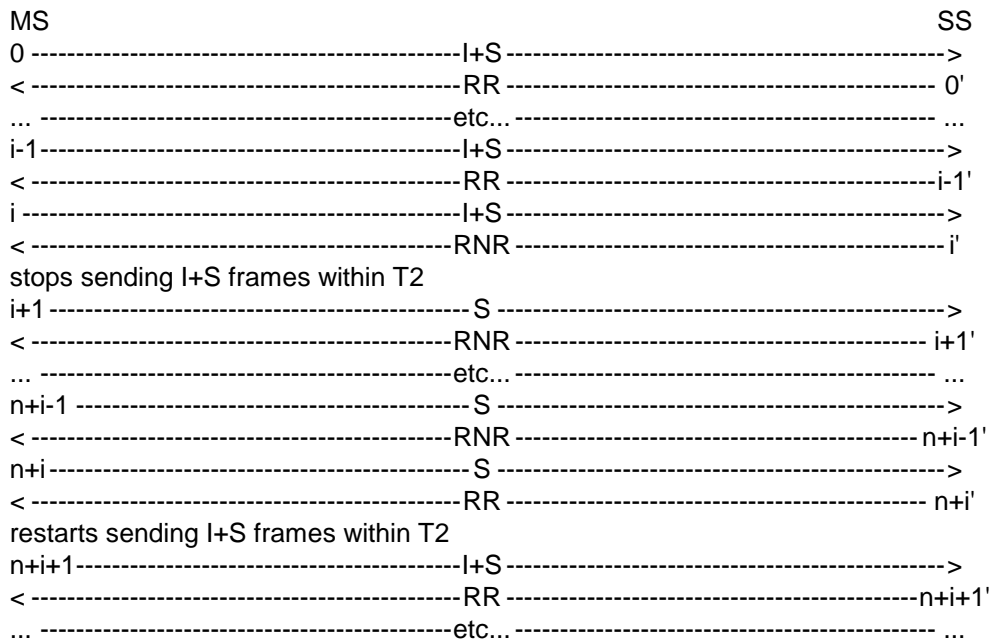 MS SS
0 ------------------------------------------------I+S-------------------------------------------------->
< ------------------------------------------------RR ------------------------------------------------ 0'
... ----------------------------------------------etc...----------------------------------------------- ...
i-1-----------------------------------------------I+S-------------------------------------------------->
< ------------------------------------------------RR ------------------------------------------------i-1'
i -------------------------------------------------I+S-------------------------------------------------->
< -----------------------------------------------RNR------------------------------------------------ i'
stops sending I+S frames within T2
i+1 ----------------------------------------------- S -------------------------------------------------->
< -----------------------------------------------RNR---------------------------------------------- i+1'
... ----------------------------------------------etc...----------------------------------------------- ...
n+i-1 -------------------------------------------- S -------------------------------------------------->
< -----------------------------------------------RNR--------------------------------------------- n+i-1'
n+i----------------------------------------------- S -------------------------------------------------->
< ------------------------------------------------RR ----------------------------------------------- n+i'
restarts sending I+S frames within T2
n+i+1-------------------------------------------I+S-------------------------------------------------->
< ------------------------------------------------RR ----------------------------------------------n+i+1'
... ----------------------------------------------etc...----------------------------------------------- ...